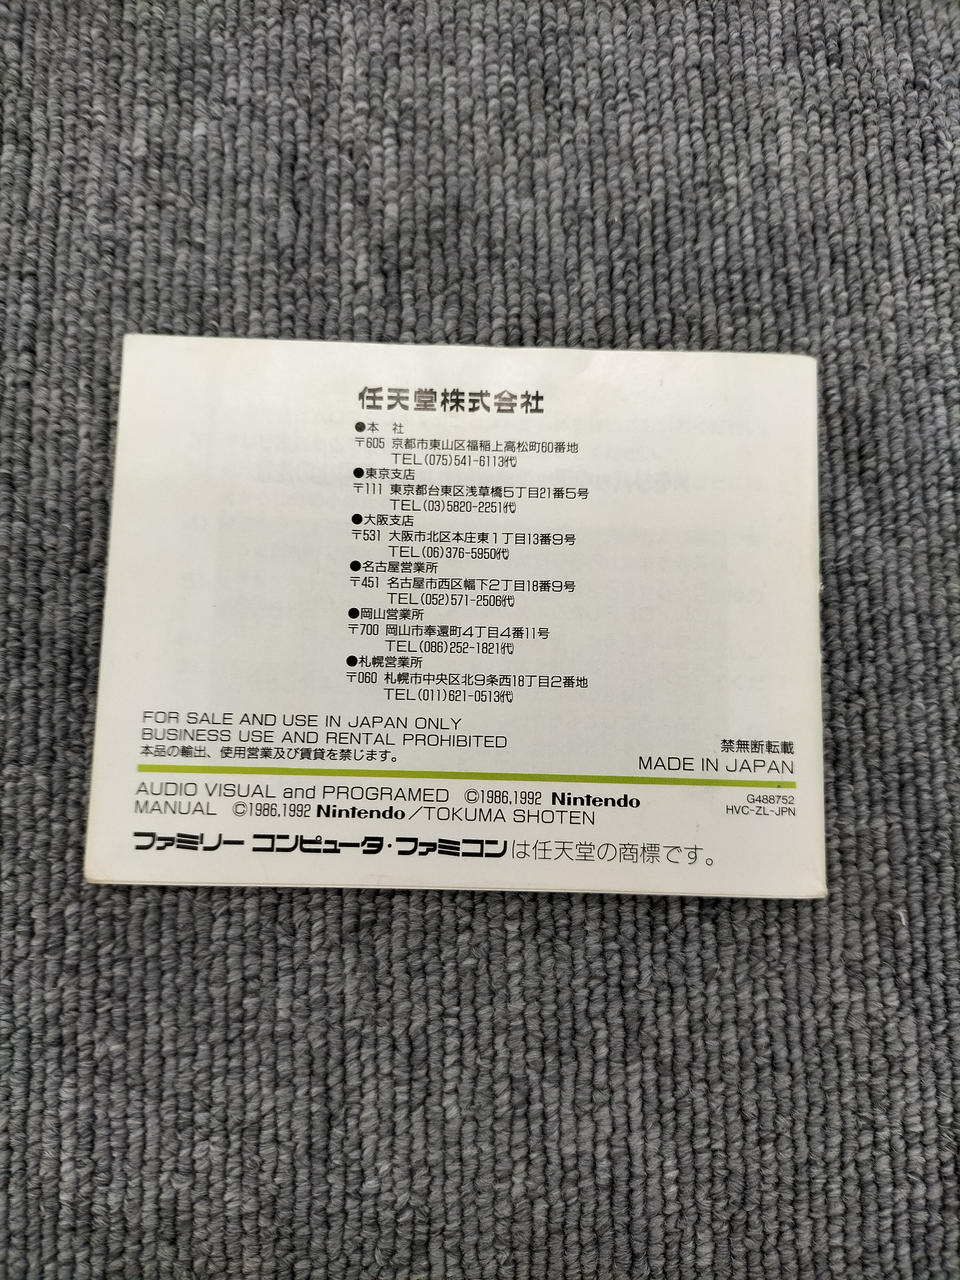 任天堂株式会社
●本 社
〒605 京都市東山区福稲上高松町60番地
TEL(075)541-6113代
●東京支店
〒111 東京都台東区浅草橋5丁目21番5号
TEL(03)5820-2251代
●大阪支店
〒531 大阪市北区本庄東1丁目13番9号
TEL(06)376-5950代
●名古屋営業所
〒451 名古屋市西区幅下2丁目18番9号
TEL(052)571-2506代
●岡山営業所
〒700 岡山市奉還町4丁目4番11号
TEL(086)252-1821代
●札幌営業所
〒060 札幌市中央区北9条西18丁目2番地
TEL(011)621-0513代
FOR SALE AND USE IN JAPAN ONLY
BUSINESS USE AND RENTAL PROHIBITED
本品の輸出、使用営業及び賃貸を禁じます。
禁無断転載
MADE IN JAPAN
AUDIO VISUAL and PROGRAMED ©1986,1992 Nintendo
MANUAL ©1986,1992 Nintendo/TOKUMA SHOTEN
G488752
HVC-ZL-JPN
ファミリー コンピュータ・ファミコンは任天堂の商標です。